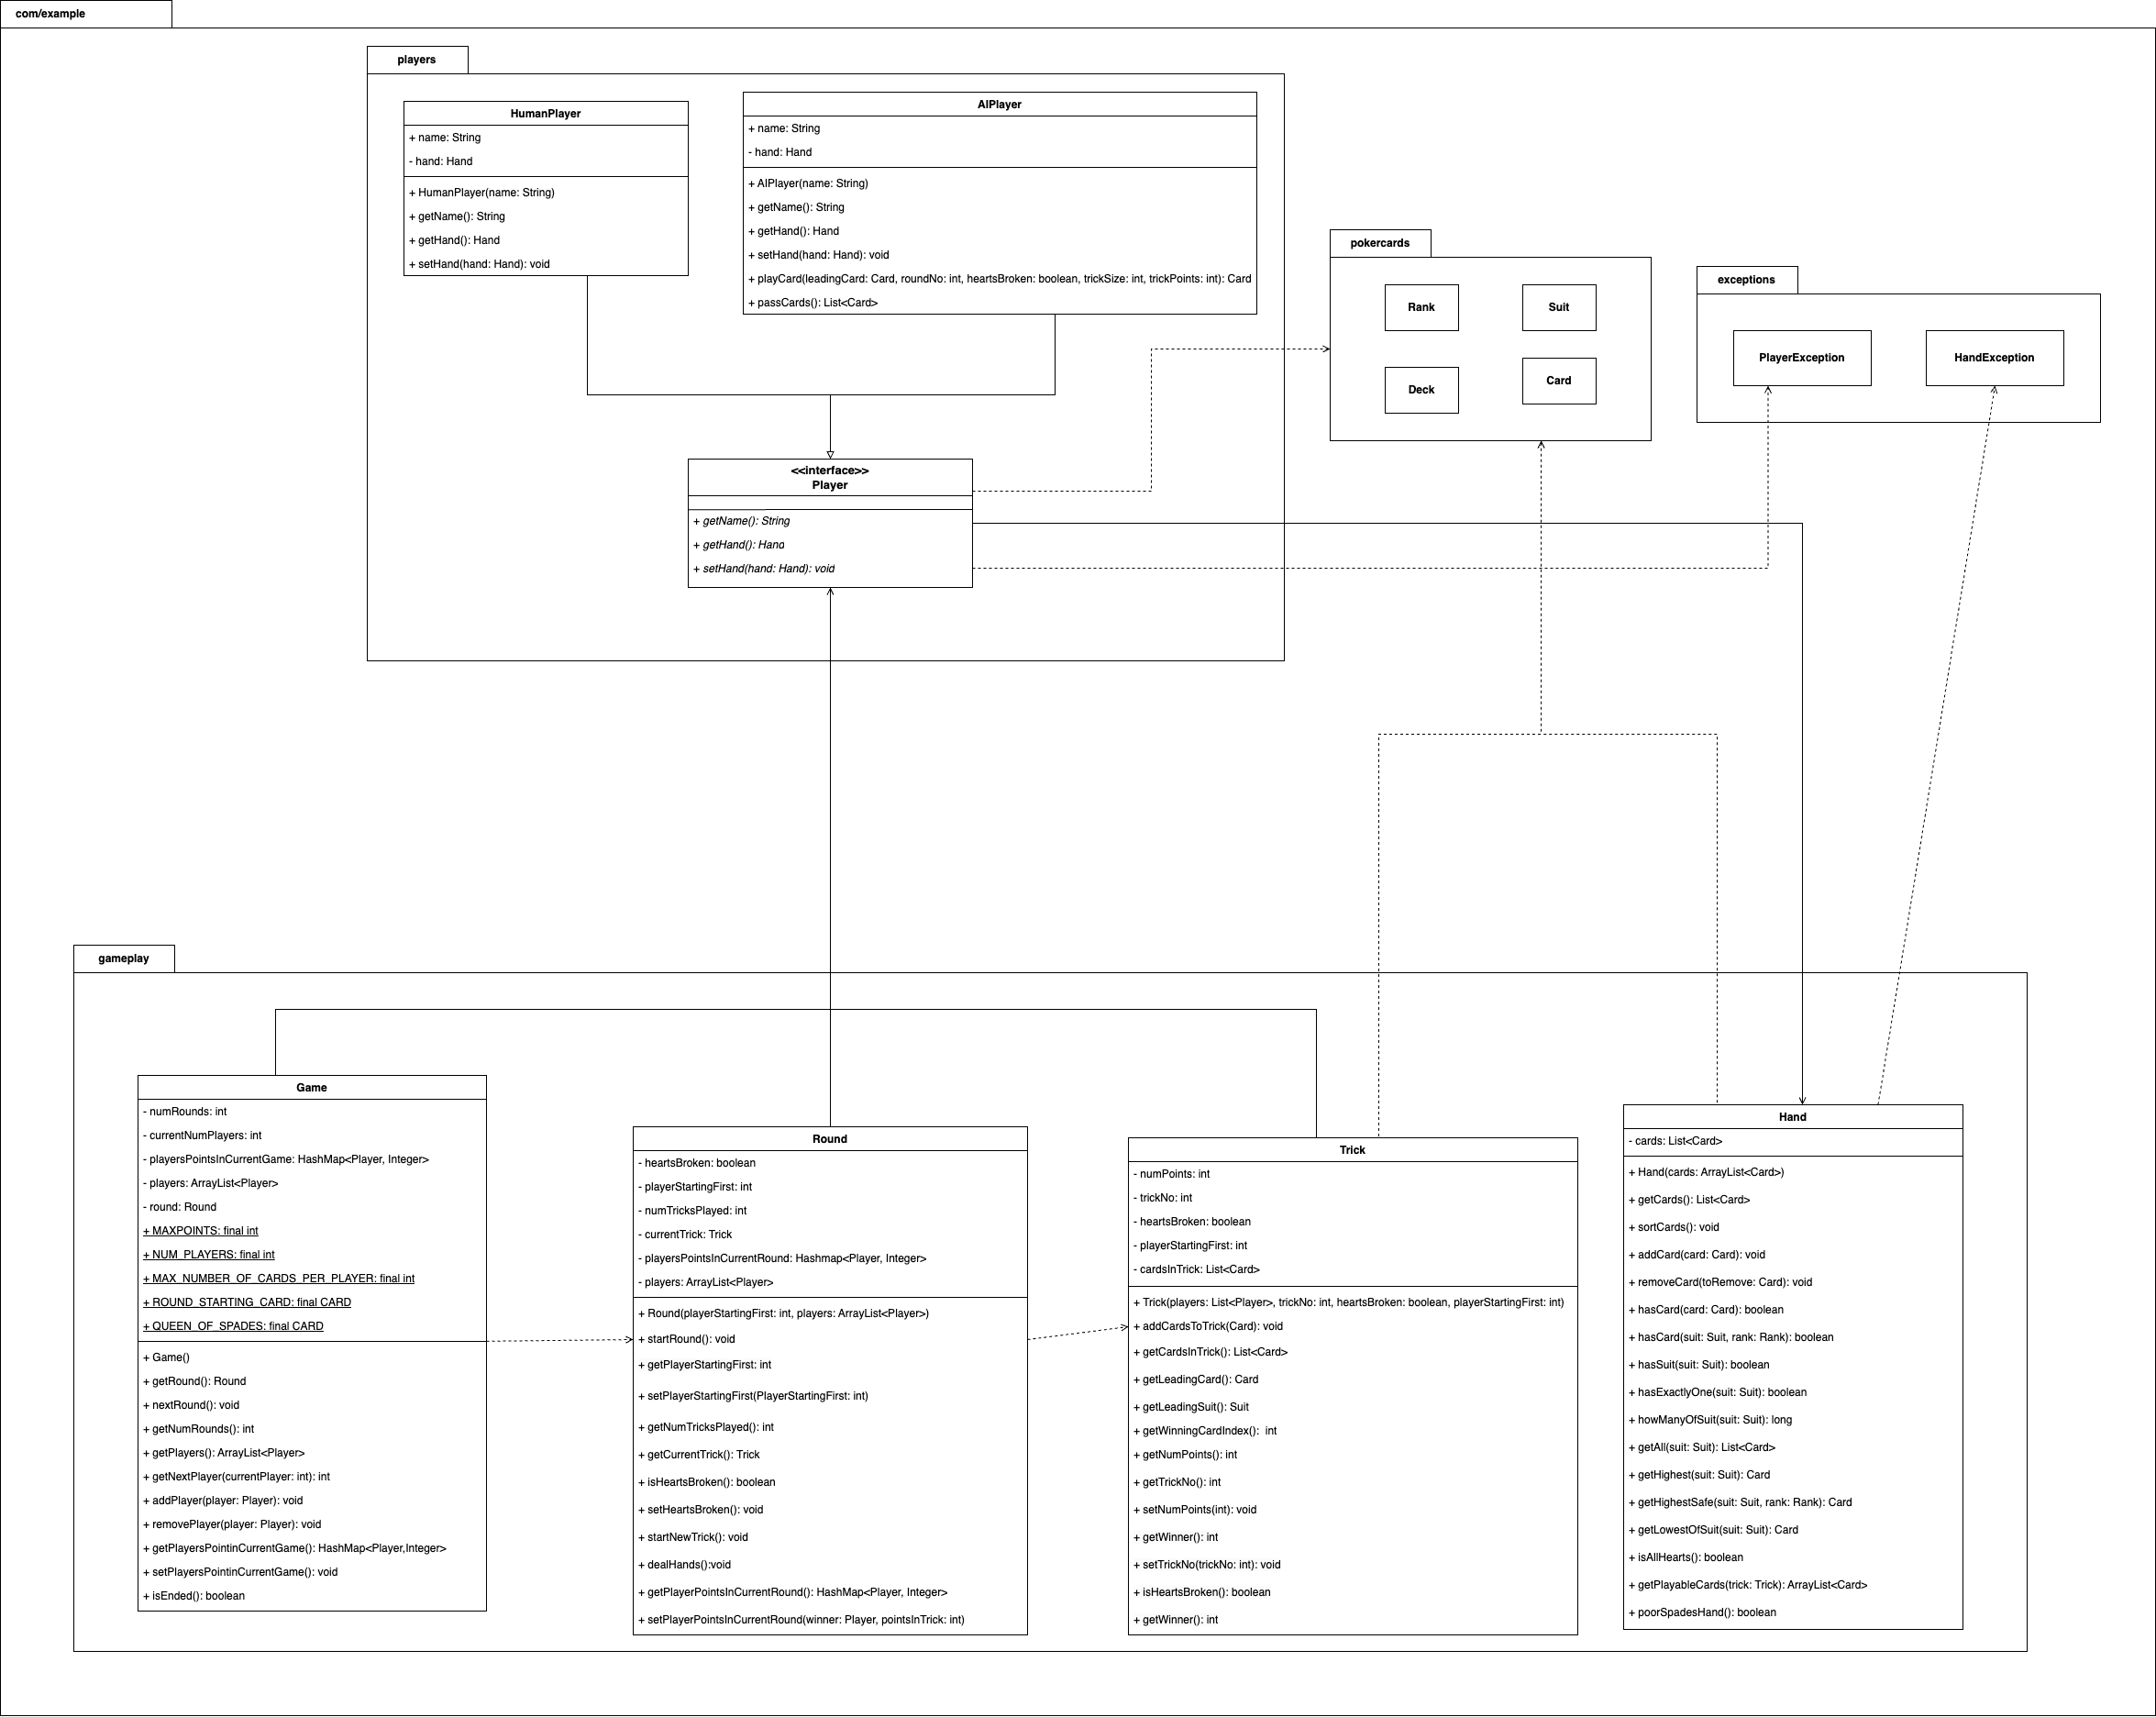 com/example
players
HumanPlayer
+ name: String
- hand: Hand
+ HumanPlayer(name: String)
+ getName(): String
+ getHand(): Hand
+ setHand(hand: Hand): void
AIPlayer
+ name: String
- hand: Hand
+ AIPlayer(name: String)
+ getName(): String
+ getHand(): Hand
+ setHand(hand: Hand): void
+ playCard(leadingCard: Card, roundNo: int, heartsBroken: boolean, trickSize: int, trickPoints: int): Card
+ passCards(): List<Card>
<<interface>>
Player
+ getName(): String
+ getHand(): Hand
+ setHand(hand: Hand): void
pokercards
Rank
Suit
Deck
Card
exceptions
PlayerException
HandException
gameplay
Game
- numRounds: int
- currentNumPlayers: int
- playersPointsInCurrentGame: HashMap<Player, Integer>
- players: ArrayList<Player>
- round: Round
+ MAXPOINTS: final int
+ NUM_PLAYERS: final int
+ MAX_NUMBER_OF_CARDS_PER_PLAYER: final int
+ ROUND_STARTING_CARD: final CARD
+ QUEEN_OF_SPADES: final CARD
+ Game()
+ getRound(): Round
+ nextRound(): void
+ getNumRounds(): int
+ getPlayers(): ArrayList<Player>
+ getNextPlayer(currentPlayer: int): int
+ addPlayer(player: Player): void
+ removePlayer(player: Player): void
+ getPlayersPointinCurrentGame(): HashMap<Player,Integer>
+ setPlayersPointinCurrentGame(): void
+ isEnded(): boolean
Round
- heartsBroken: boolean
- playerStartingFirst: int
- numTricksPlayed: int
- currentTrick: Trick
- playersPointsInCurrentRound: Hashmap<Player, Integer>
- players: ArrayList<Player>
+ Round(playerStartingFirst: int, players: ArrayList<Player>)
+ startRound(): void
+ getPlayerStartingFirst: int
+ setPlayerStartingFirst(PlayerStartingFirst: int)
+ getNumTricksPlayed(): int
+ getCurrentTrick(): Trick
+ isHeartsBroken(): boolean
+ setHeartsBroken(): void
+ startNewTrick(): void
+ dealHands():void
+ getPlayerPointsInCurrentRound(): HashMap<Player, Integer>
+ setPlayerPointsInCurrentRound(winner: Player, pointsInTrick: int)
Trick
- numPoints: int
- trickNo: int
- heartsBroken: boolean
- playerStartingFirst: int
- cardsInTrick: List<Card>
+ Trick(players: List<Player>, trickNo: int, heartsBroken: boolean, playerStartingFirst: int)
+ addCardsToTrick(Card): void
+ getCardsInTrick(): List<Card>
+ getLeadingCard(): Card
+ getLeadingSuit(): Suit
+ getWinningCardIndex(): int
+ getNumPoints(): int
+ getTrickNo(): int
+ setNumPoints(int): void
+ getWinner(): int
+ setTrickNo(trickNo: int): void
+ isHeartsBroken(): boolean
+ getWinner(): int
Hand
- cards: List<Card>
+ Hand(cards: ArrayList<Card>)
+ getCards(): List<Card>
+ sortCards(): void
+ addCard(card: Card): void
+ removeCard(toRemove: Card): void
+ hasCard(card: Card): boolean
+ hasCard(suit: Suit, rank: Rank): boolean
+ hasSuit(suit: Suit): boolean
+ hasExactlyOne(suit: Suit): boolean
+ howManyOfSuit(suit: Suit): long
+ getAll(suit: Suit): List<Card>
+ getHighest(suit: Suit): Card
+ getHighestSafe(suit: Suit, rank: Rank): Card
+ getLowestOfSuit(suit: Suit): Card
+ isAllHearts(): boolean
+ getPlayableCards(trick: Trick): ArrayList<Card>
+ poorSpadesHand(): boolean